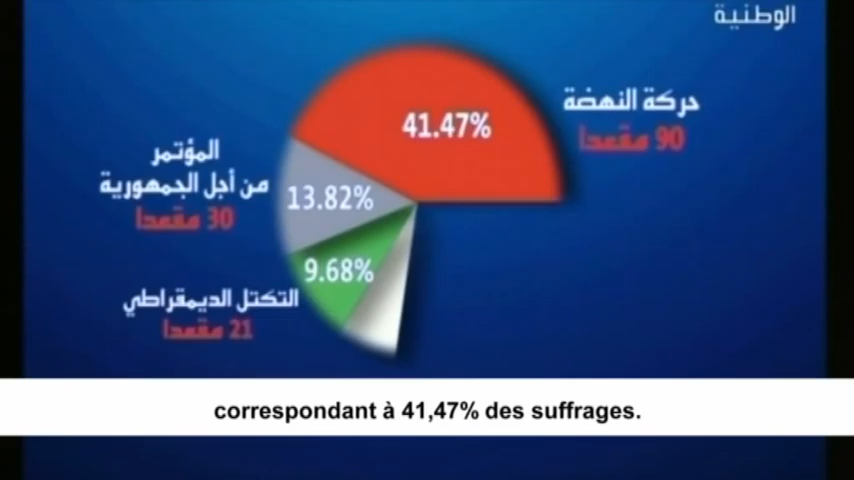 الوطنية
حركة النهضة
90 مقعدا
41.47%
المؤتمر
من أجل الجمهورية
30 مقعدا
13.82%
9.68%
التكتل الديمقراطي
21 مقعدا
correspondant à 41,47% des suffrages.